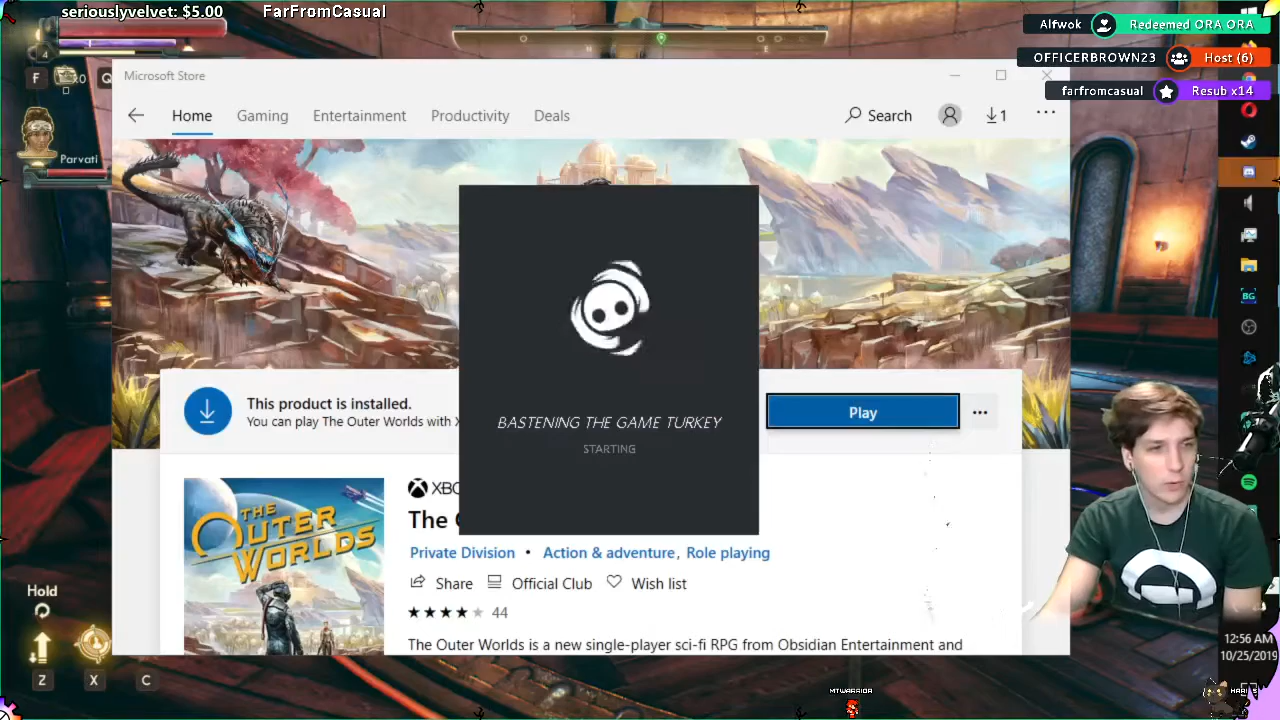 seriouslyvelvet: $5.00
FarFromCasual
Alfwok
Redeemed ORA ORA
OFFICERBROWN23
Host (6)
farfromcasual
Resub x14
4
F
Q
N
E
Parvati
Microsoft Store
Home
Gaming
Entertainment
Productivity
Deals
Search
1
BASTENING THE GAME TURKEY
STARTING
This product is installed.
You can play The Outer Worlds with X
Play
THE OUTER WORLDS
XBO
The O
Private Division • Action & adventure, Role playing
Share
Official Club
Wish list
44
The Outer Worlds is a new single-player sci-fi RPG from Obsidian Entertainment and
Hold
Z
X
C
BG
12:56 AM
10/25/2019
MTWARRIOR